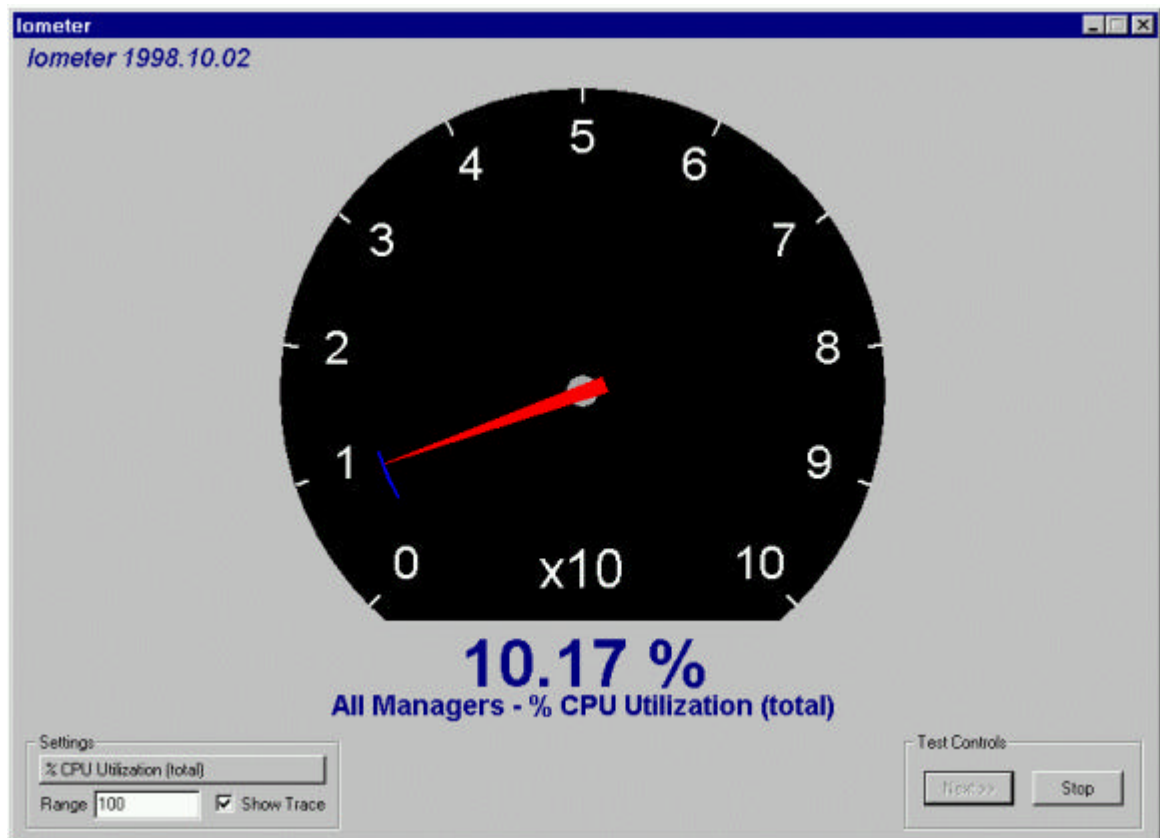 Iometer
Iometer 1998.10.02
5
4
6
3
7
2
8
1
9
0
x10
10
10.17 %
All Managers - % CPU Utilization (total)
Settings
% CPU Utilization (total)
Range 100
Show Trace
Test Controls
Next >>
Stop